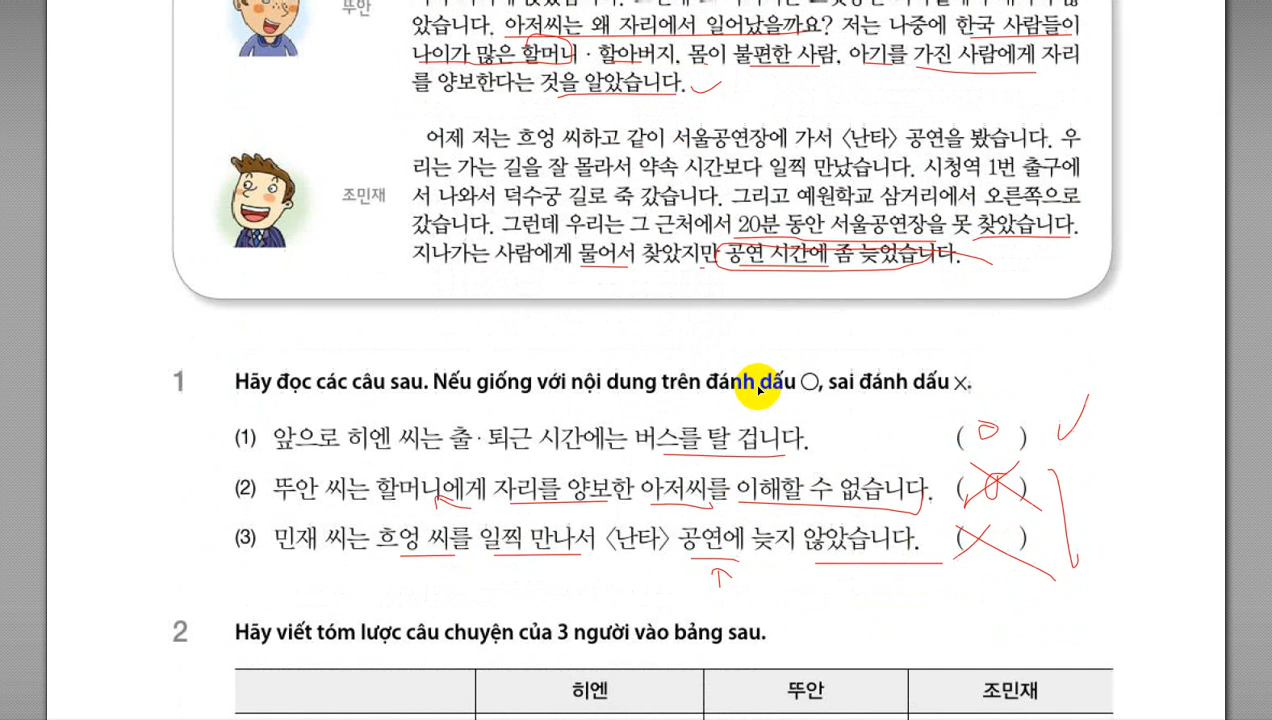 뚜안
았습니다. 아저씨는 왜 자리에서 일어났을까요? 저는 나중에 한국 사람들이
나이가 많은 할머니 · 할아버지, 몸이 불편한 사람, 아기를 가진 사람에게 자리
를 양보한다는 것을 알았습니다.
어제 저는 흐엉 씨하고 같이 서울공연장에 가서 〈난타〉 공연을 봤습니다. 우
리는 가는 길을 잘 몰라서 약속 시간보다 일찍 만났습니다. 시청역 1번 출구에
조민재
서 나와서 덕수궁 길로 죽 갔습니다. 그리고 예원학교 삼거리에서 오른쪽으로
갔습니다. 그런데 우리는 그 근처에서 20분 동안 서울공연장을 못 찾았습니다.
지나가는 사람에게 물어서 찾았지만 공연 시간에 좀 늦었습니다.
1 Hãy đọc các câu sau. Nếu giống với nội dung trên đánh dấu ○, sai đánh dấu ×.
(1) 앞으로 히엔 씨는 출 · 퇴근 시간에는 버스를 탈 겁니다. ( O )
(2) 뚜안 씨는 할머니에게 자리를 양보한 아저씨를 이해할 수 없습니다. ( X )
(3) 민재 씨는 흐엉 씨를 일찍 만나서 〈난타〉 공연에 늦지 않았습니다. ( X )
2 Hãy viết tóm lược câu chuyện của 3 người vào bảng sau.
히엔 뚜안 조민재